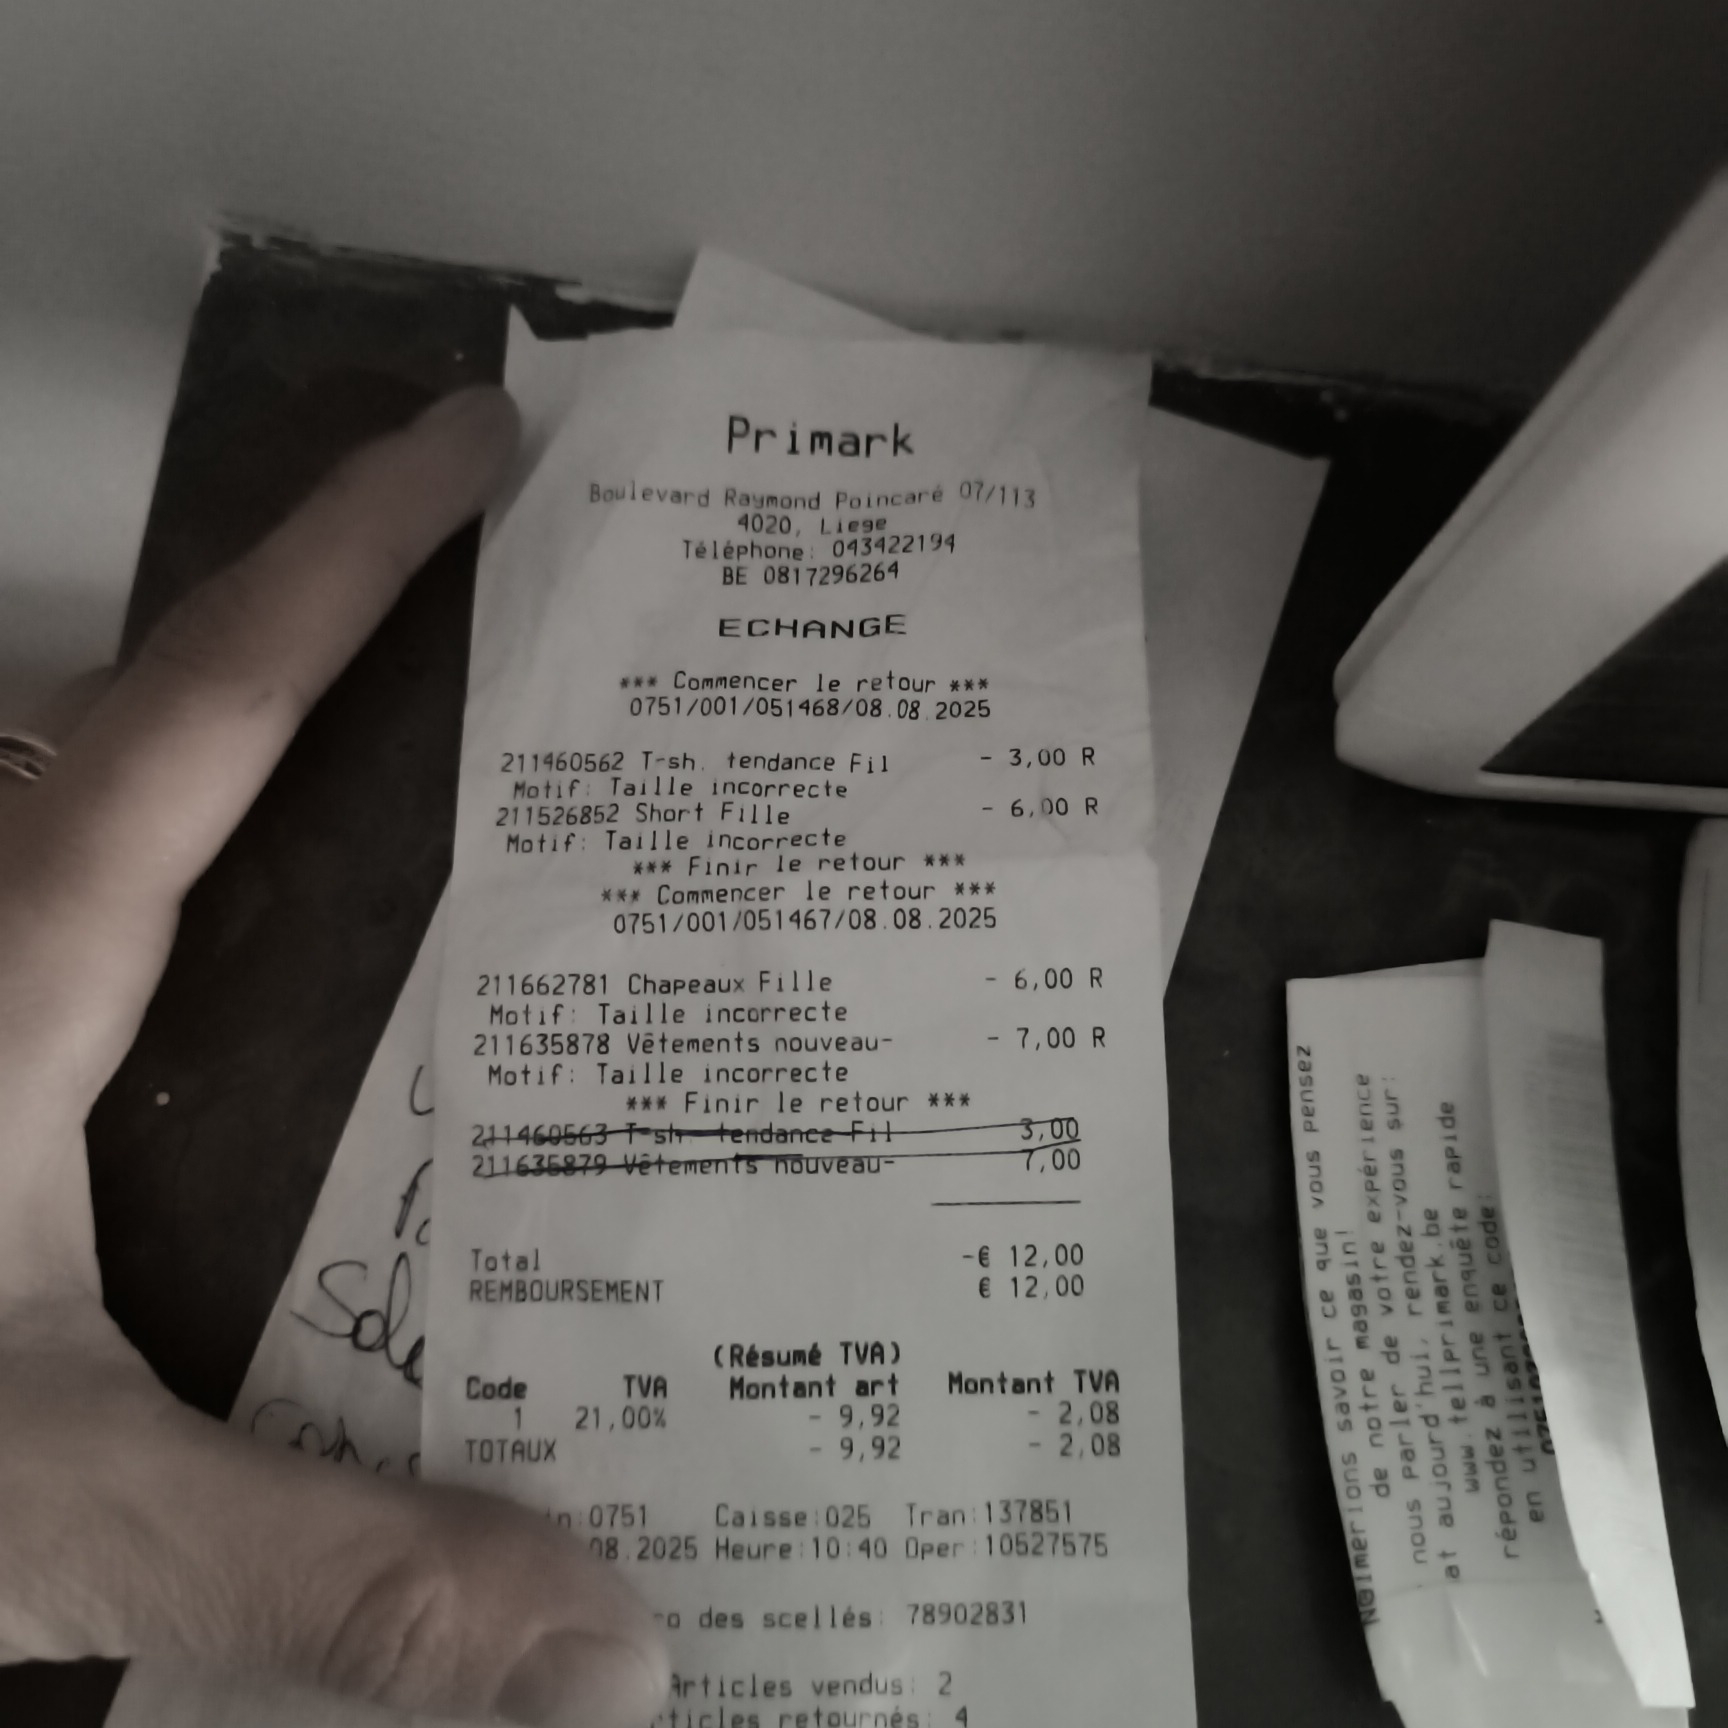 Primark
Boulevard Raymond Poincaré 07/113
4020, Liege
Téléphone: 043422194
BE 0817296264
ECHANGE
*** Commencer le retour ***
0751/001/051468/08.08.2025
211460562 T-sh. tendance Fil - 3,00 R
Motif: Taille incorrecte
211526852 Short Fille - 6,00 R
Motif: Taille incorrecte
*** Finir le retour ***
*** Commencer le retour ***
0751/001/051467/08.08.2025
211662781 Chapeaux Fille - 6,00 R
Motif: Taille incorrecte
211635878 Vêtements nouveau- - 7,00 R
Motif: Taille incorrecte
*** Finir le retour ***
211460563 T-sh. tendance Fil 3,00
211635879 Vêtements nouveau- 7,00
Total -€ 12,00
REMBOURSEMENT € 12,00
(Résumé TVA)
Code TVA Montant art Montant TVA
1 21,00% - 9,92 - 2,08
TOTAUX - 9,92 - 2,08
:0751 Caisse:025 Tran:137851
08.2025 Heure:10:40 Oper:10527575
des scellés: 78902831
Articles vendus: 2
retournés: 4
savoir ce que vous pensez
de notre magasin!
nous parler de votre expérience
aujourd'hui, rendez-vous sur:
at www.tellprimark.be
répondez à une enquête rapide
en utilisant ce code: